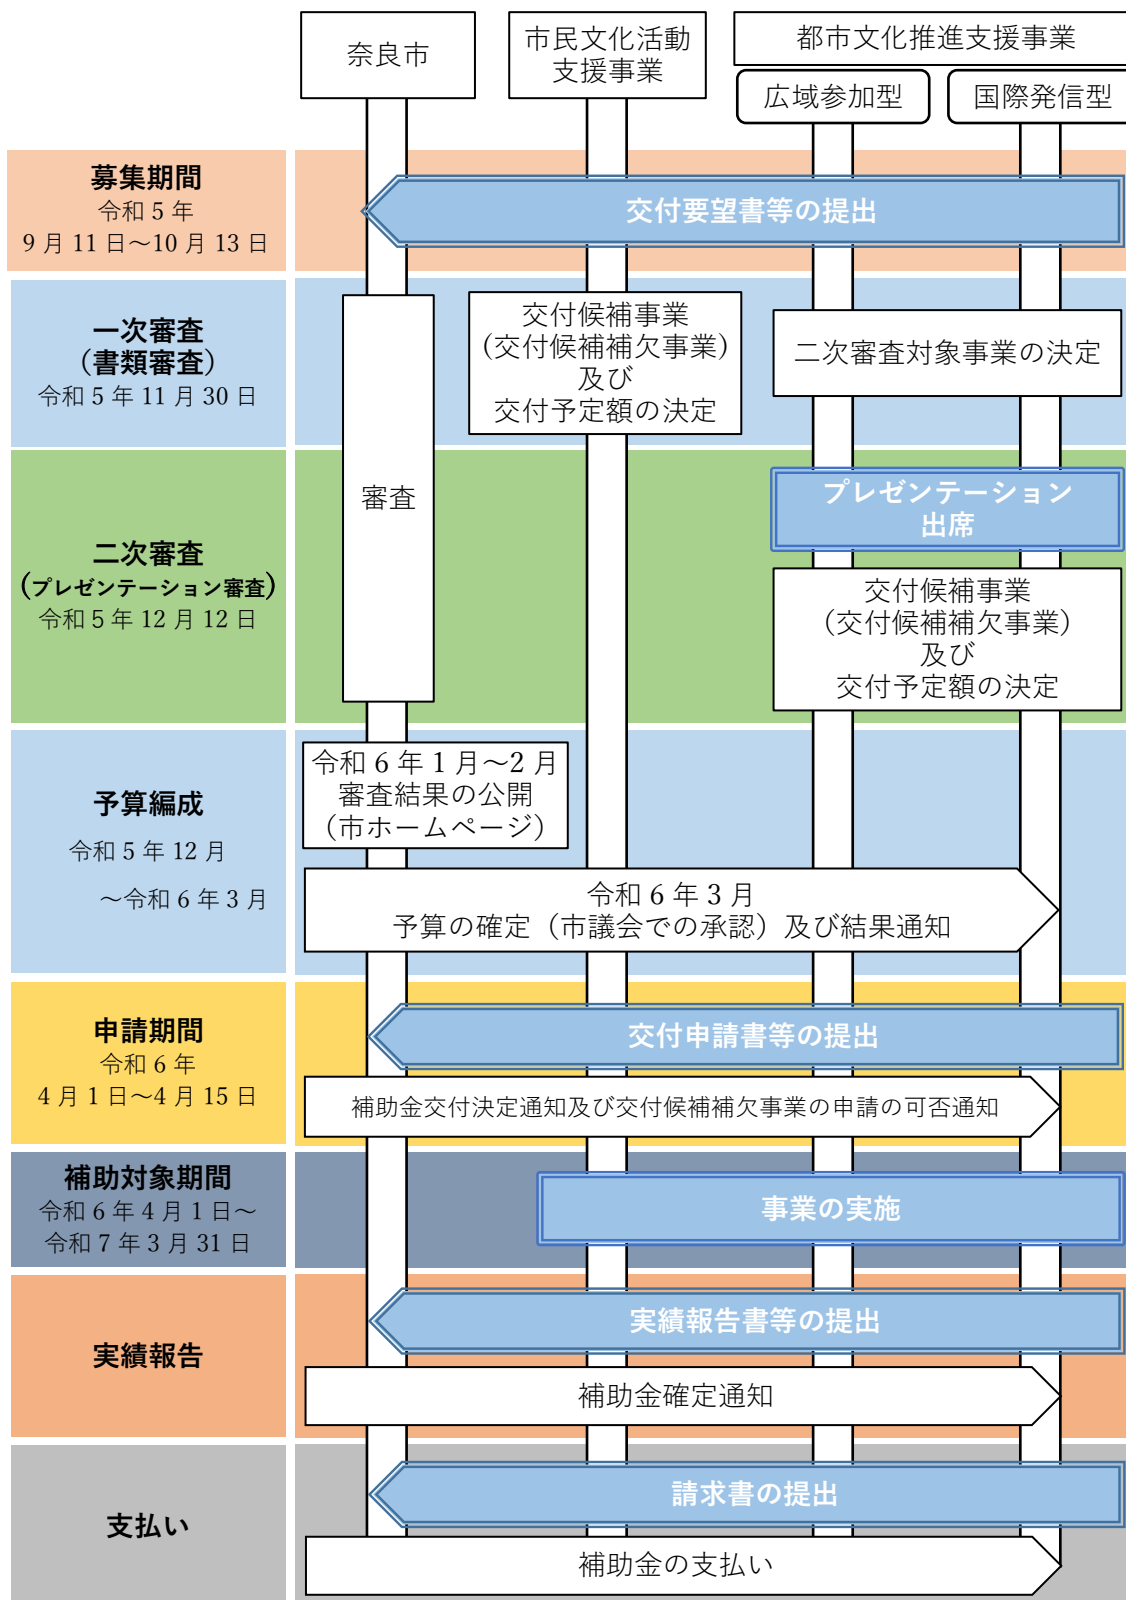 奈良市
市民文化活動
支援事業
都市文化推進支援事業
広域参加型
国際発信型
募集期間
令和5年
9月11日～10月13日
交付要望書等の提出
一次審査
（書類審査）
令和5年11月30日
審査
交付候補事業
(交付候補補欠事業)
及び
交付予定額の決定
二次審査対象事業の決定
二次審査
(プレゼンテーション審査)
令和5年12月12日
プレゼンテーション
出席
交付候補事業
(交付候補補欠事業)
及び
交付予定額の決定
予算編成
令和5年12月
～令和6年3月
令和6年1月～2月
審査結果の公開
（市ホームページ）
令和6年3月
予算の確定（市議会での承認）及び結果通知
申請期間
令和6年
4月1日～4月15日
交付申請書等の提出
補助金交付決定通知及び交付候補補欠事業の申請の可否通知
補助対象期間
令和6年4月1日～
令和7年3月31日
事業の実施
実績報告
実績報告書等の提出
補助金確定通知
支払い
請求書の提出
補助金の支払い